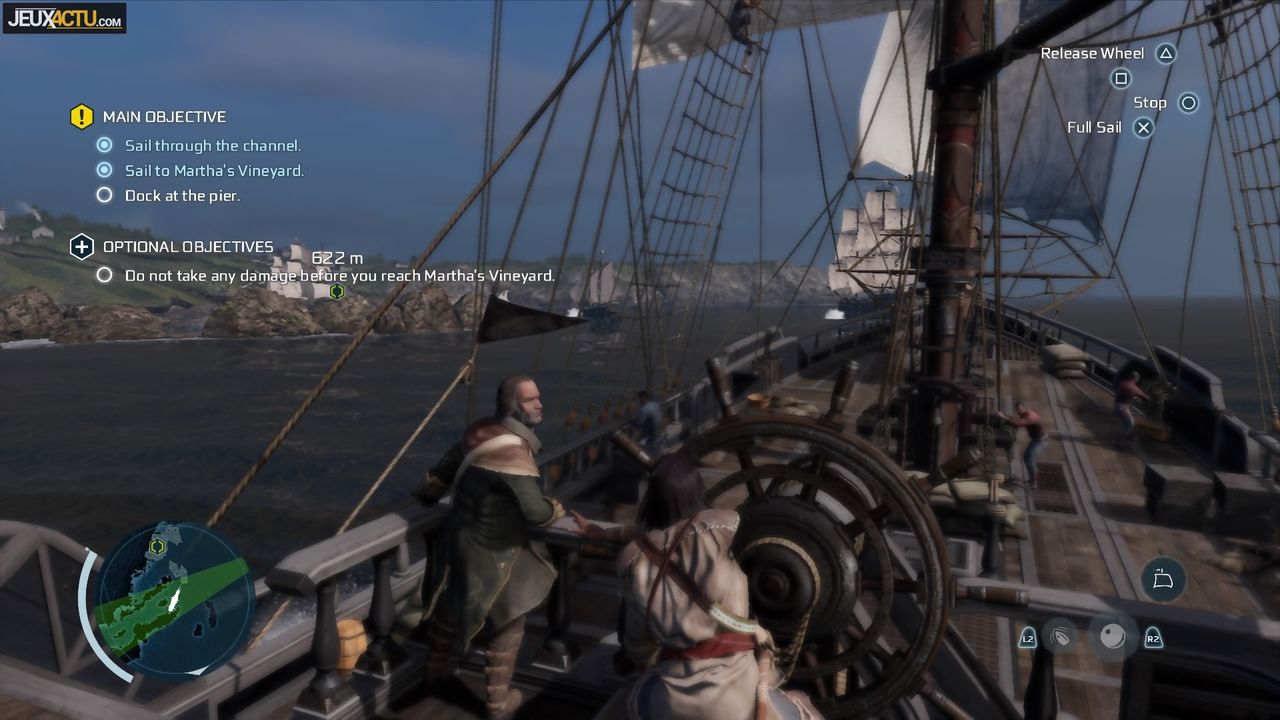 JEUXACTU.COM
Release Wheel
Stop
Full Sail
MAIN OBJECTIVE
Sail through the channel.
Sail to Martha's Vineyard.
Dock at the pier.
OPTIONAL OBJECTIVES
622 m
Do not take any damage before you reach Martha's Vineyard.
L2
R2